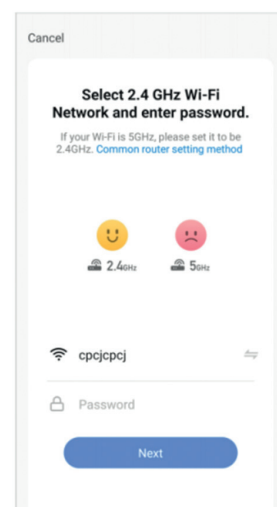 Cancel
Select 2.4 GHz Wi-Fi
Network and enter password.
If your Wi-Fi is 5GHz, please set it to be
2.4GHz. Common router setting method
2.4GHz 5GHz
cpcjcpcj
Password
Next